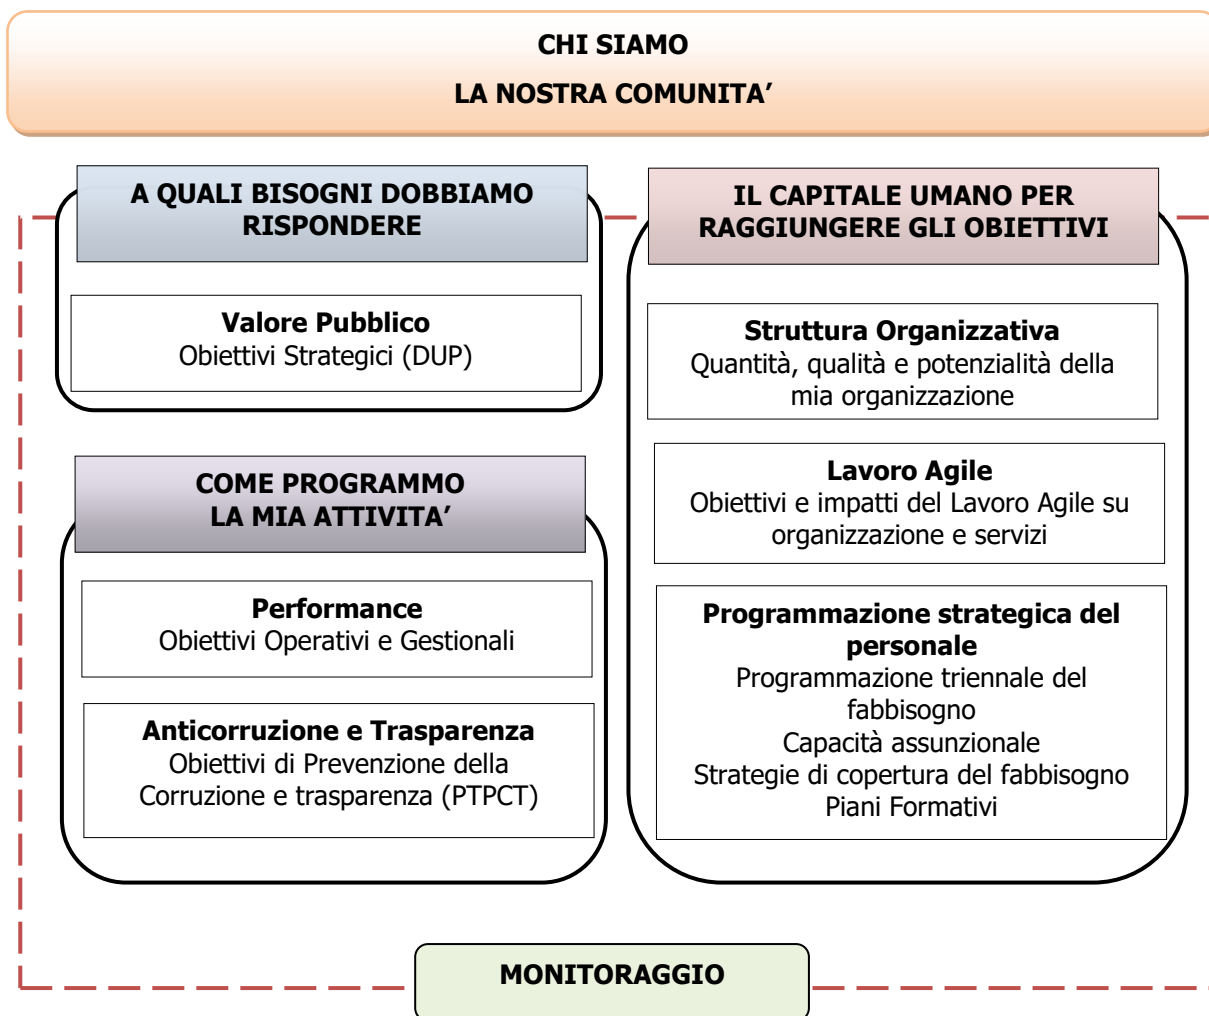 CHI SIAMO
LA NOSTRA COMUNITA’
A QUALI BISOGNI DOBBIAMO
RISPONDERE
Valore Pubblico
Obiettivi Strategici (DUP)
COME PROGRAMMO
LA MIA ATTIVITA’
Performance
Obiettivi Operativi e Gestionali
Anticorruzione e Trasparenza
Obiettivi di Prevenzione della
Corruzione e trasparenza (PTPCT)
IL CAPITALE UMANO PER
RAGGIUNGERE GLI OBIETTIVI
Struttura Organizzativa
Quantità, qualità e potenzialità della
mia organizzazione
Lavoro Agile
Obiettivi e impatti del Lavoro Agile su
organizzazione e servizi
Programmazione strategica del
personale
Programmazione triennale del
fabbisogno
Capacità assunzionale
Strategie di copertura del fabbisogno
Piani Formativi
MONITORAGGIO